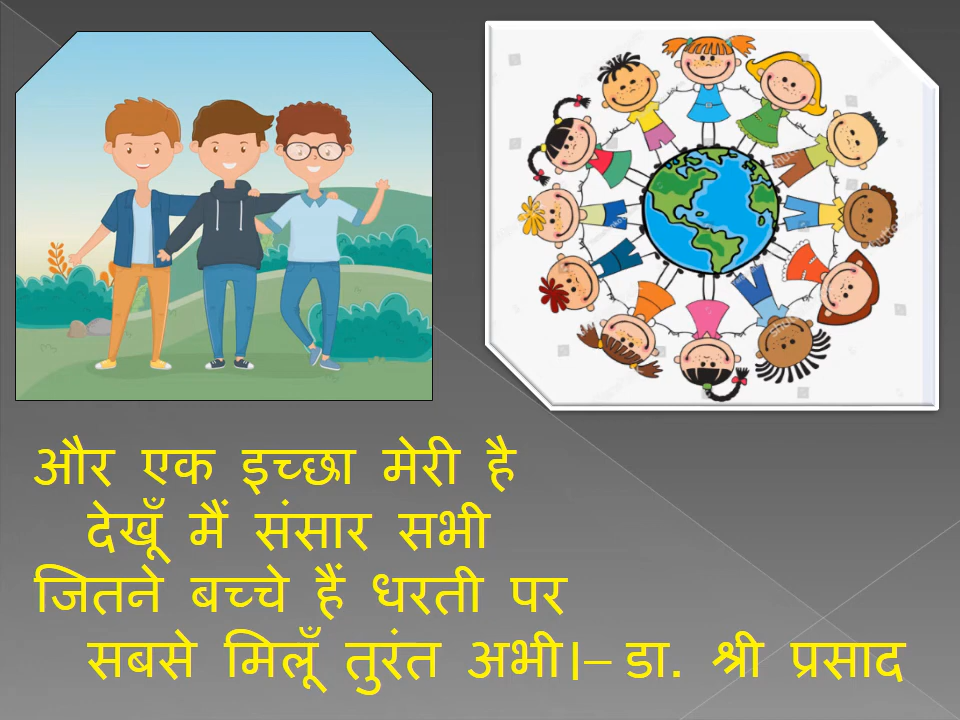 और एक इच्छा मेरी है
देखूँ मैं संसार सभी
जितने बच्चे हैं धरती पर
सबसे मिलूँ तुरंत अभी।– डा. श्री प्रसाद